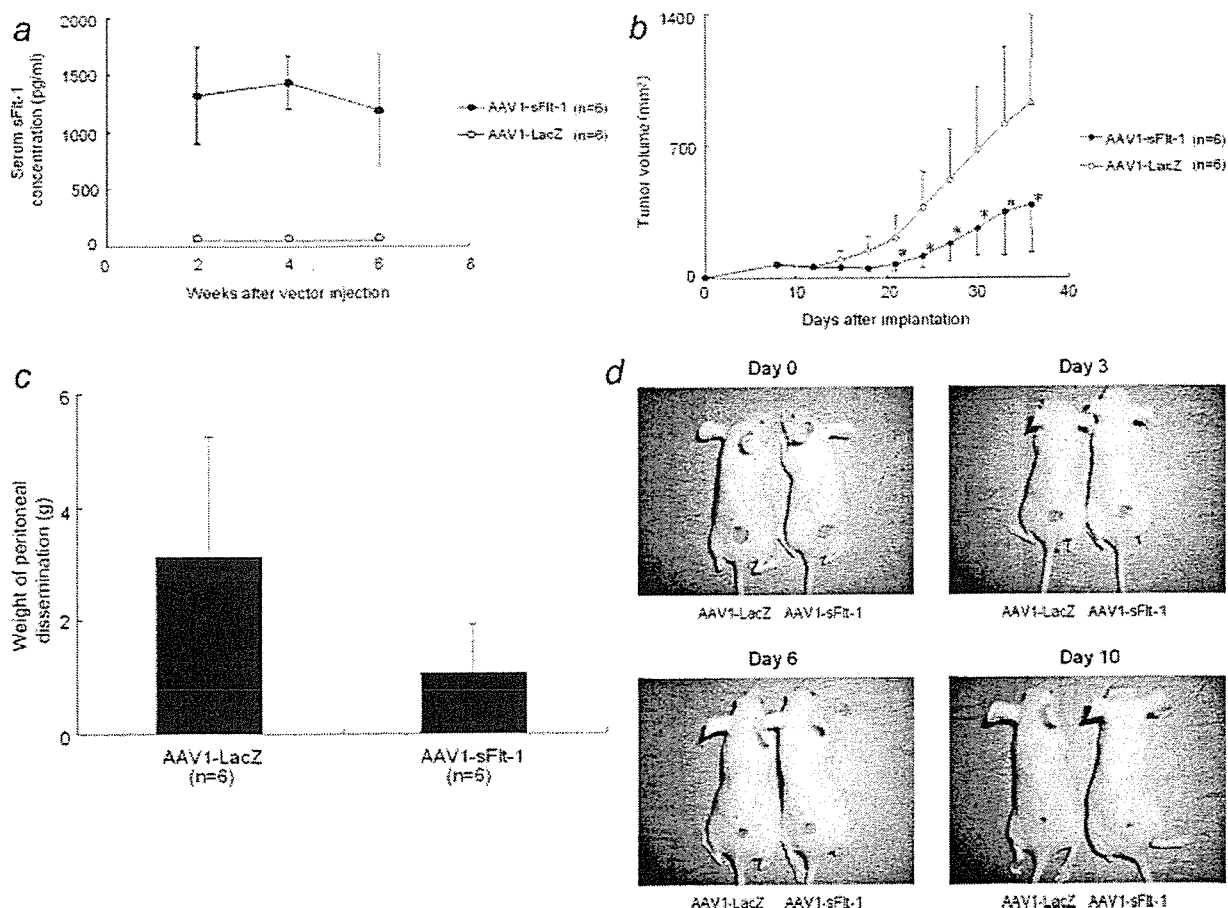 a
2000
1500
1000
500
0
Serum sFlt-1
concentration (pg/ml)
0
2
4
6
8
Weeks after vector injection
AAV1-sFlt-1 (n=6)
AAV1-LacZ (n=6)
b
1400
700
0
Tumor volume (mm³)
0
10
20
30
40
Days after implantation
* * * * * *
AAV1-sFlt-1 (n=6)
AAV1-LacZ (n=6)
c
6
4
2
0
Weight of peritoneal
dissemination (g)
AAV1-LacZ
(n=6)
AAV1-sFlt-1
(n=6)
d
Day 0
AAV1-LacZ AAV1-sFlt-1
Day 3
AAV1-LacZ AAV1-sFlt-1
Day 6
AAV1-LacZ AAV1-sFlt-1
Day 10
AAV1-LacZ AAV1-sFlt-1